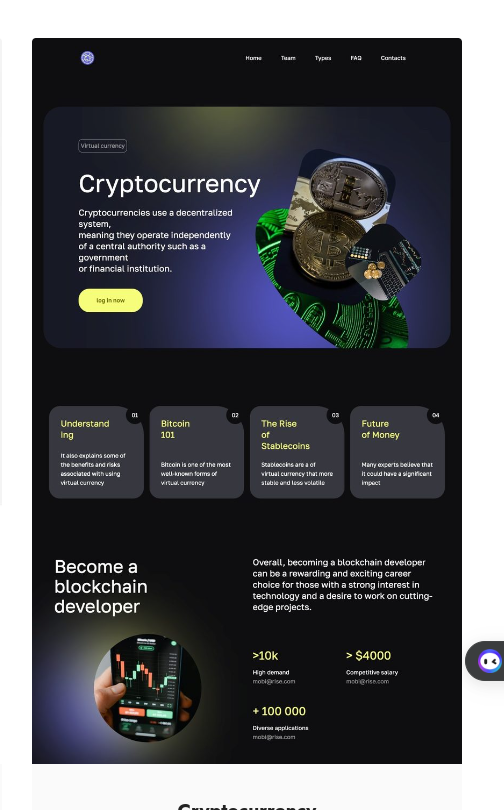 Home Team Types FAQ Contacts
Virtual currency
Cryptocurrency
Cryptocurrencies use a decentralized
system,
meaning they operate independently
of a central authority such as a
government
or financial institution.
log in now
01
Understand
ing
It also explains some of
the benefits and risks
associated with using
virtual currency
02
Bitcoin
101
Bitcoin is one of the most
well-known forms of
virtual currency
03
The Rise
of
Stablecoins
Stablecoins are a of
virtual currency that more
stable and less volatile
04
Future
of Money
Many experts believe that
it could have a significant
impact
Become a
blockchain
developer
Overall, becoming a blockchain developer
can be a rewarding and exciting career
choice for those with a strong interest in
technology and a desire to work on cutting-
edge projects.
>10k
High demand
mobi@rise.com
> $4000
Competitive salary
mobi@rise.com
+ 100 000
Diverse applications
mobi@rise.com
Cryptocurrency